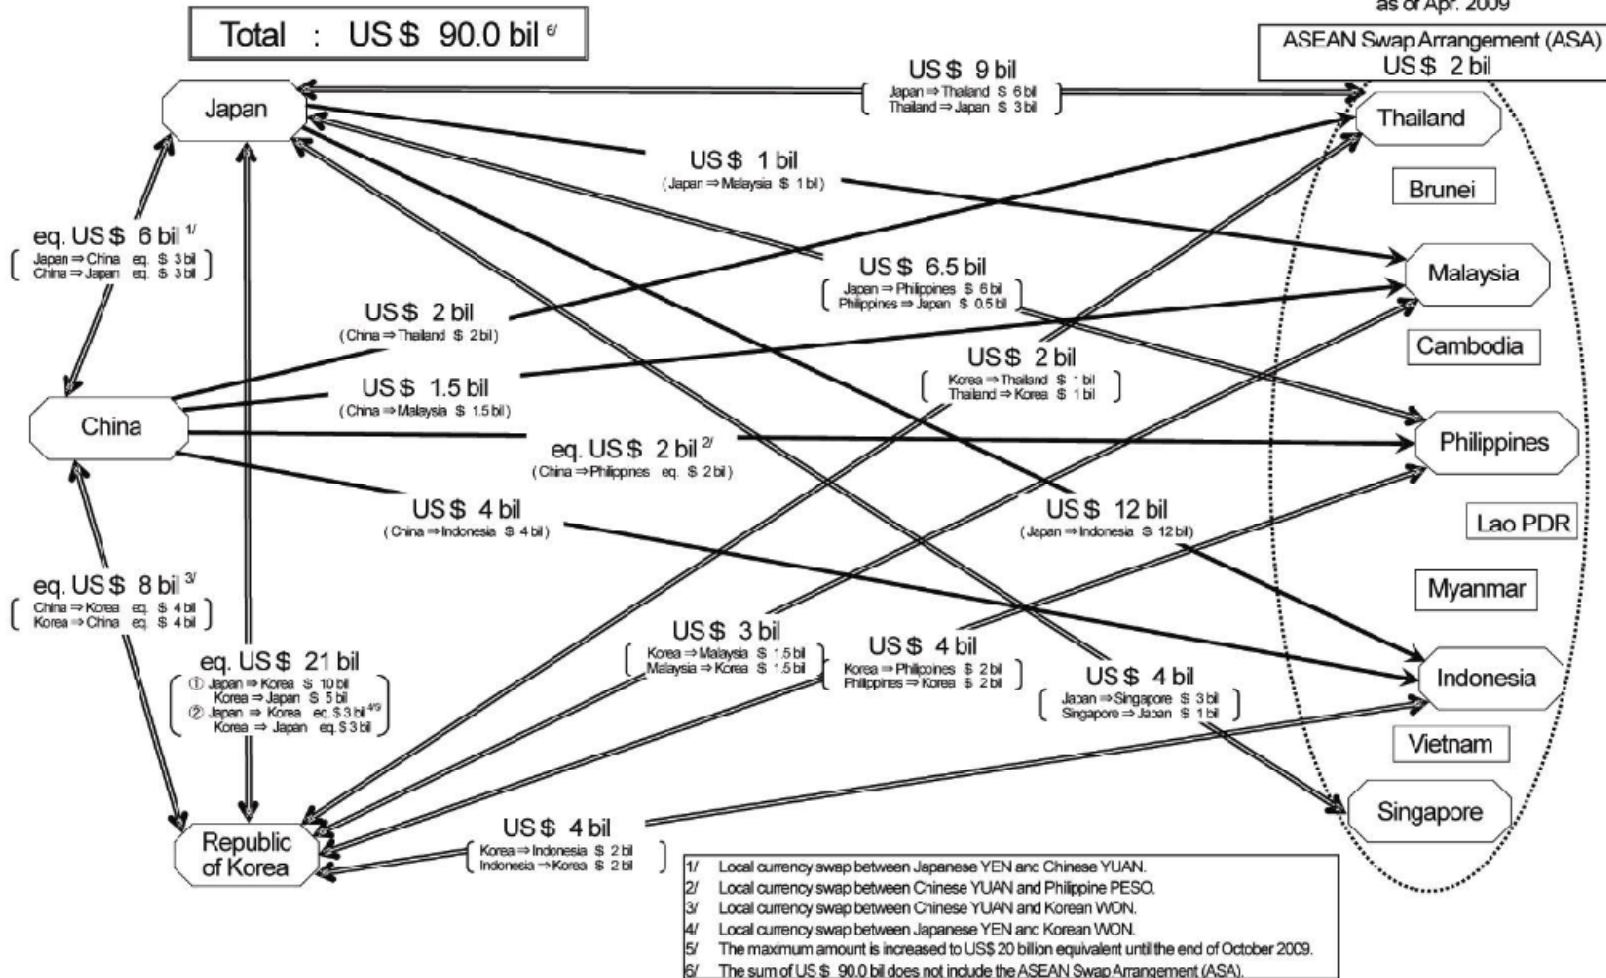 as of Apr. 2009
Total : US $ 90.0 bil 6/
ASEAN Swap Arrangement (ASA)
US $ 2 bil
Japan
US $ 9 bil
Japan ⇒ Thailand $ 6 bil
Thailand ⇒ Japan $ 3 bil
Thailand
US $ 1 bil
(Japan ⇒ Malaysia $ 1 bil)
Brunei
eq. US $ 6 bil 1/
Japan ⇒ China eq. $ 3 bil
China ⇒ Japan eq. $ 3 bil
US $ 6.5 bil
Japan ⇒ Philippines $ 6 bil
Philippines ⇒ Japan $ 0.5 bil
Malaysia
US $ 2 bil
(China ⇒ Thailand $ 2 bil)
Cambodia
US $ 2 bil
Korea ⇒ Thailand $ 1 bil
Thailand ⇒ Korea $ 1 bil
US $ 1.5 bil
(China ⇒ Malaysia $ 1.5 bil)
China
eq. US $ 2 bil 2/
(China ⇒ Philippnes eq. $ 2 bil)
Philippines
US $ 4 bil
(China ⇒ Indonesia $ 4 bil)
US $ 12 bil
(Japan ⇒ Indonesia $ 12 bil)
Lao PDR
eq. US $ 8 bil 3/
China ⇒ Korea eq. $ 4 bil
Korea ⇒ China eq. $ 4 bil
Myanmar
US $ 3 bil
Korea ⇒ Malaysia $ 1.5 bil
Malaysia ⇒ Korea $ 1.5 bil
US $ 4 bil
Korea ⇒ Philippines $ 2 bil
Philippines ⇒ Korea $ 2 bil
eq. US $ 21 bil
① Japan ⇒ Korea $ 10 bil
Korea ⇒ Japan $ 5 bil
② Japan ⇒ Korea eq. $ 3 bil 4/5
Korea ⇒ Japan eq. $ 3 bil
US $ 4 bil
Japan ⇒ Singapore $ 3 bil
Singapore ⇒ Japan $ 1 bil
Indonesia
Vietnam
Singapore
Republic
of Korea
US $ 4 bil
Korea ⇒ Indonesia $ 2 bil
Indonesia ⇒ Korea $ 2 bil
1/ Local currency swap between Japanese YEN and Chinese YUAN.
2/ Local currency swap between Chinese YUAN and Philippine PESO.
3/ Local currency swap between Chinese YUAN and Korean WON.
4/ Local currency swap between Japanese YEN and Korean WON.
5/ The maximum amount is increased to US$ 20 billion equivalent until the end of October 2009.
6/ The sum of US $ 90.0 bil does not include the ASEAN Swap Arrangement (ASA).